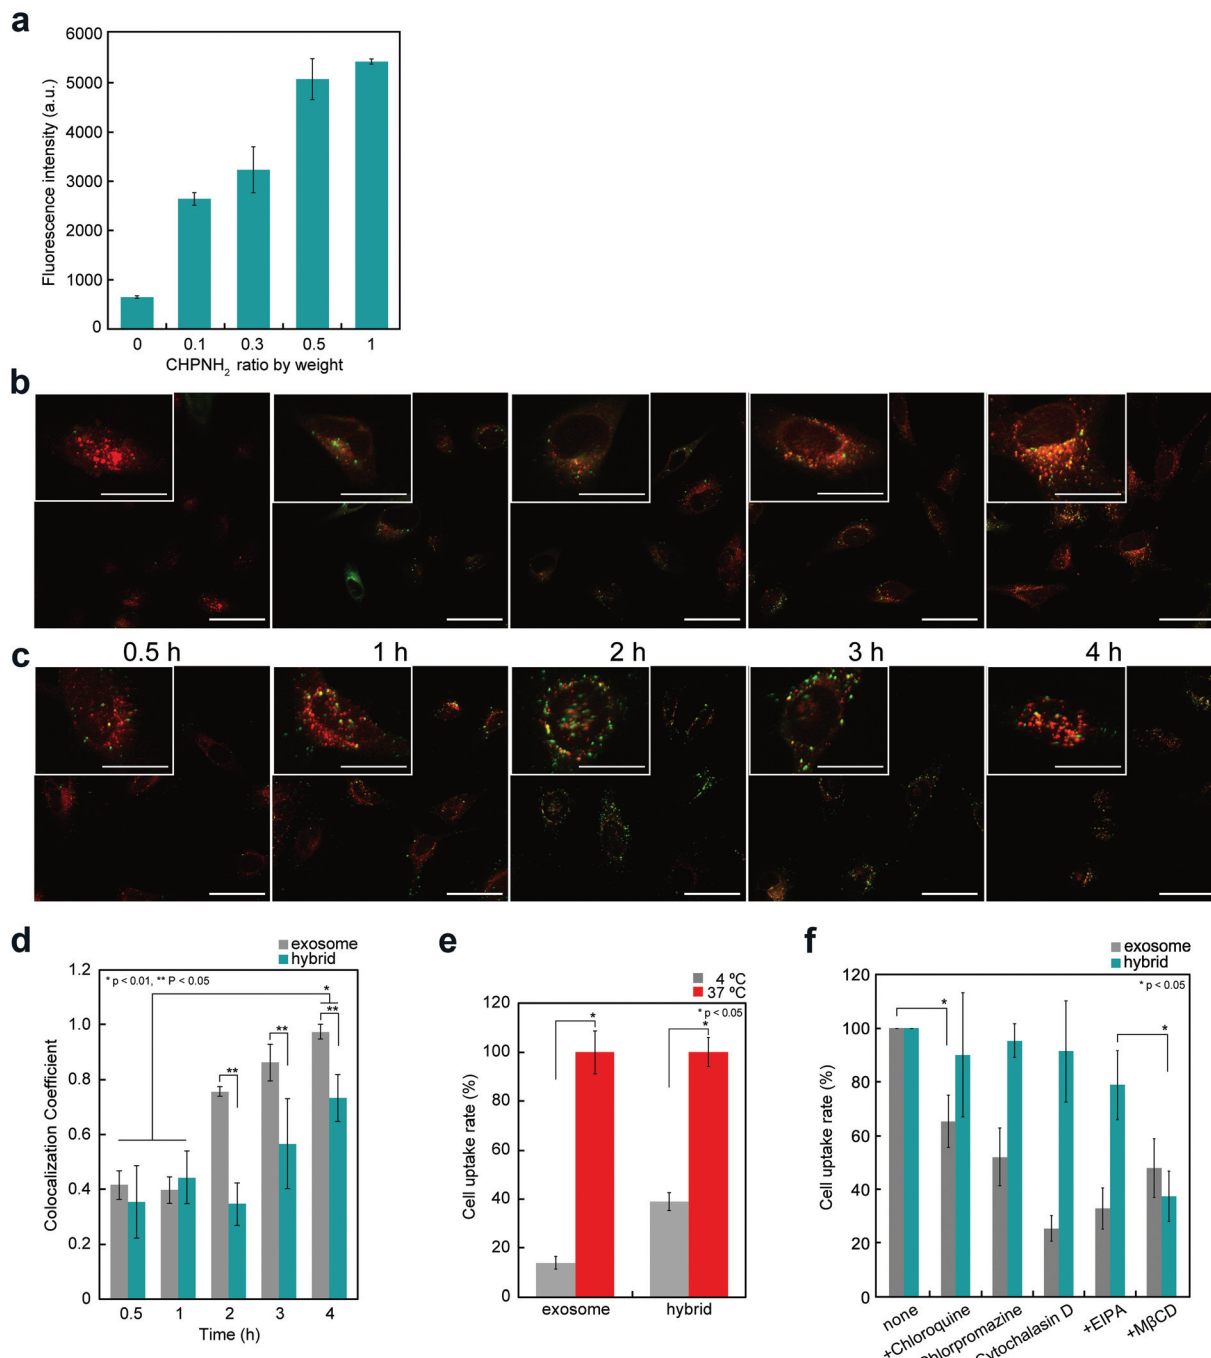 a
6000
5000
4000
3000
2000
1000
0
Fluorescence intensity (a.u.)
0 0.1 0.3 0.5 1
CHPNH2 ratio by weight
b
c
0.5 h 1 h 2 h 3 h 4 h
d
exosome
hybrid
* p < 0.01, ** P < 0.05
1.2
1.0
0.8
0.6
0.4
0.2
0
Colocalization Coefficient
**
**
*
**
0.5 1 2 3 4
Time (h)
e
4 ºC
37 ºC
* p < 0.05
120
100
80
60
40
20
0
Cell uptake rate (%)
*
*
exosome hybrid
f
exosome
hybrid
* p < 0.05
120
100
80
60
40
20
0
Cell uptake rate (%)
*
*
none
+Chloroquine
Chlorpromazine
Cytochalasin D
+EIPA
+MβCD